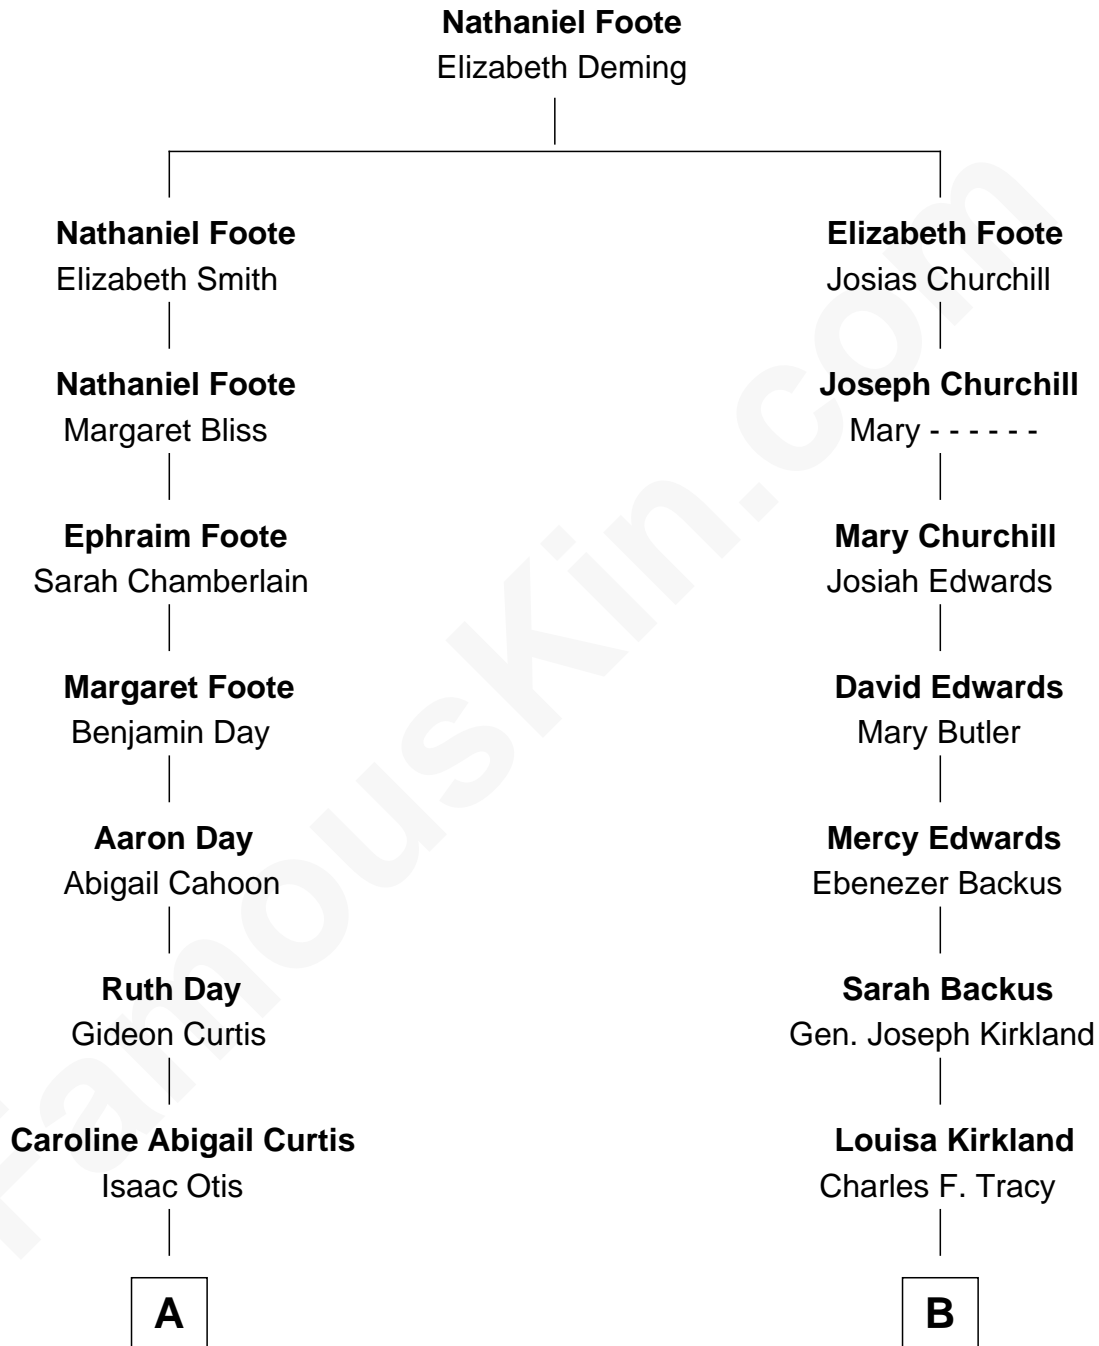 Nathaniel Foote
Elizabeth Deming
Nathaniel Foote
Elizabeth Smith
Elizabeth Foote
Josias Churchill
Nathaniel Foote
Margaret Bliss
Joseph Churchill
Mary - - - - - -
Ephraim Foote
Sarah Chamberlain
Mary Churchill
Josiah Edwards
Margaret Foote
Benjamin Day
David Edwards
Mary Butler
Aaron Day
Abigail Cahoon
Mercy Edwards
Ebenezer Backus
Ruth Day
Gideon Curtis
Sarah Backus
Gen. Joseph Kirkland
Caroline Abigail Curtis
Isaac Otis
Louisa Kirkland
Charles F. Tracy
A
B
FamousKin.com